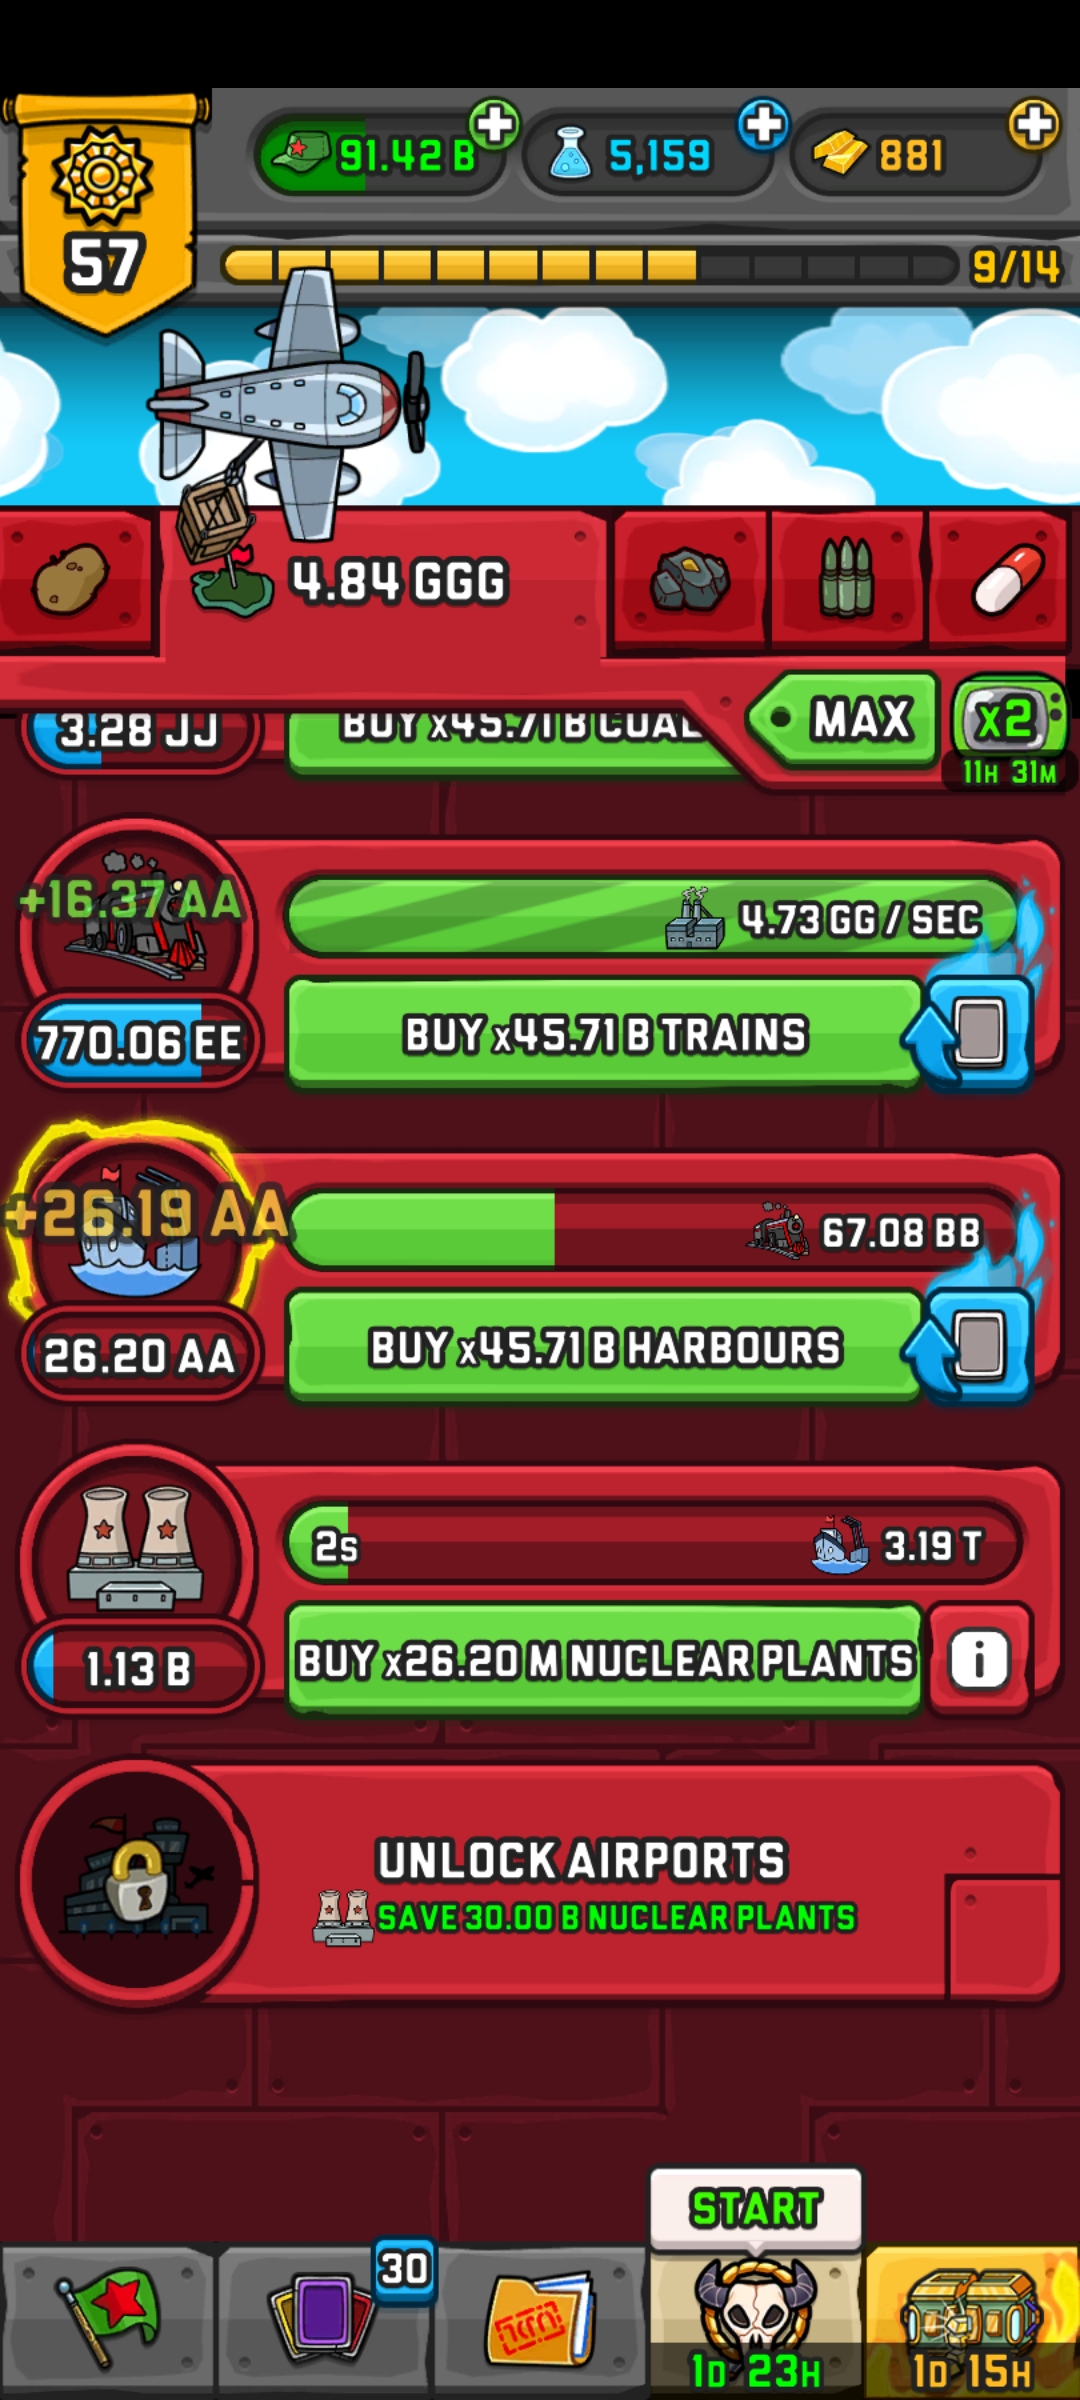 91.42 B
5,159
881
57
9/14
4.84 GGG
MAX
x2
11H 31M
3.28 JJ
BUY x45.71 B COAL
+16.37 AA
4.73 GG / SEC
770.06 EE
BUY x45.71 B TRAINS
+26.19 AA
67.08 BB
26.20 AA
BUY x45.71 B HARBOURS
2s
3.19 T
1.13 B
BUY x26.20 M NUCLEAR PLANTS
i
UNLOCK AIRPORTS
SAVE 30.00 B NUCLEAR PLANTS
START
30
1D 23H
1D 15H